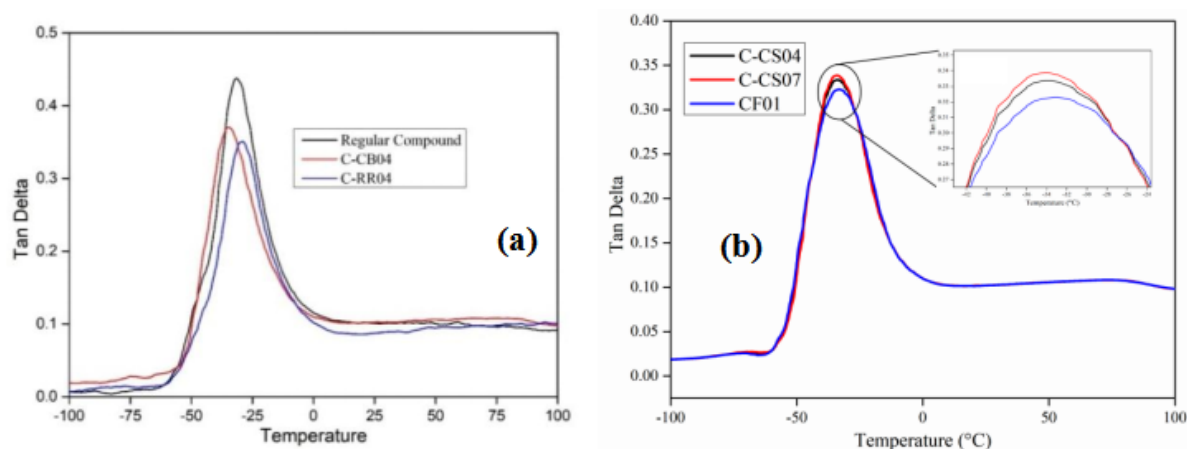 0.5
0.4
0.3
0.2
0.1
0.0
Tan Delta
Regular Compound
C-CB04
C-RR04
(a)
-100 -75 -50 -25 0 25 50 75 100
Temperature
0.40
0.35
0.30
0.25
0.20
0.15
0.10
0.05
0.00
Tan Delta
C-CS04
C-CS07
CF01
Tan Delta
Temperature (°C)
(b)
-100 -50 0 50 100
Temperature (°C)